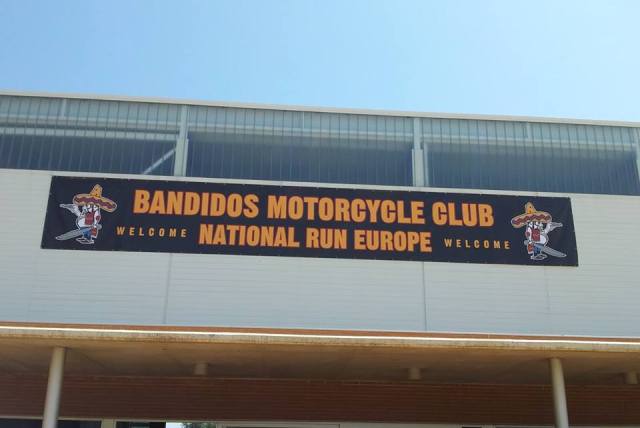 BANDIDOS MOTORCYCLE CLUB
WELCOME NATIONAL RUN EUROPE WELCOME